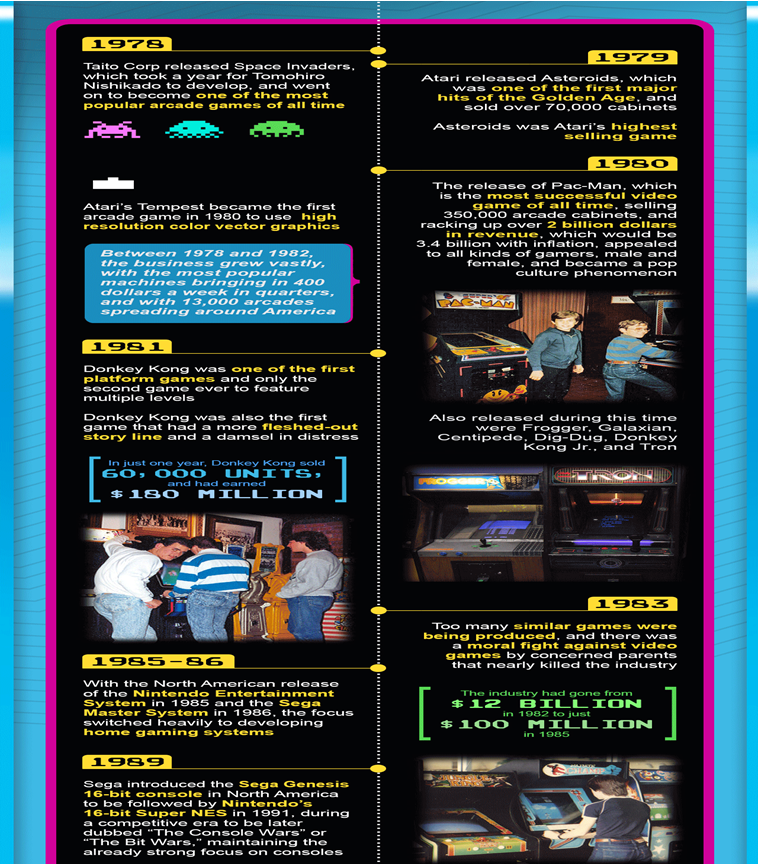 1978
Taito Corp released Space Invaders,
which took a year for Tomohiro
Nishikado to develop, and went
on to become one of the most
popular arcade games of all time
1979
Atari released Asteroids, which
was one of the first major
hits of the Golden Age, and
sold over 70,000 cabinets
Asteroids was Atari's highest
selling game
1980
The release of Pac-Man, which
is the most successful video
game of all time, selling
350,000 arcade cabinets, and
racking up over 2 billion dollars
in revenue, which would be
3.4 billion with inflation, appealed
to all kinds of gamers, male and
female, and became a pop
culture phenomenon
Atari's Tempest became the first
arcade game in 1980 to use high
resolution color vector graphics
Between 1978 and 1982,
the business grew vastly,
with the most popular
machines bringing in 400
dollars a week in quarters,
and with 13,000 arcades
spreading around America
PAC-MAN
1981
Donkey Kong was one of the first
platform games and only the
second game ever to feature
multiple levels
Donkey Kong was also the first
game that had a more fleshed-out
story line and a damsel in distress
In just one year, Donkey Kong sold
60,000 UNITS,
and had earned
$180 MILLION
Also released during this time
were Frogger, Galaxian,
Centipede, Dig-Dug, Donkey
Kong Jr., and Tron
FROGGER
TRON
1983
Too many similar games were
being produced, and there was
a moral fight against video
games by concerned parents
that nearly killed the industry
The industry had gone from
$12 BILLION
in 1982 to just
$100 MILLION
in 1985
1985-86
With the North American release
of the Nintendo Entertainment
System in 1985 and the Sega
Master System in 1986, the focus
switched heavily to developing
home gaming systems
1989
Sega introduced the Sega Genesis
16-bit console in North America
to be followed by Nintendo's
16-bit Super NES in 1991, during
a competitive era to be later
dubbed "The Console Wars" or
"The Bit Wars," maintaining the
already strong focus on consoles